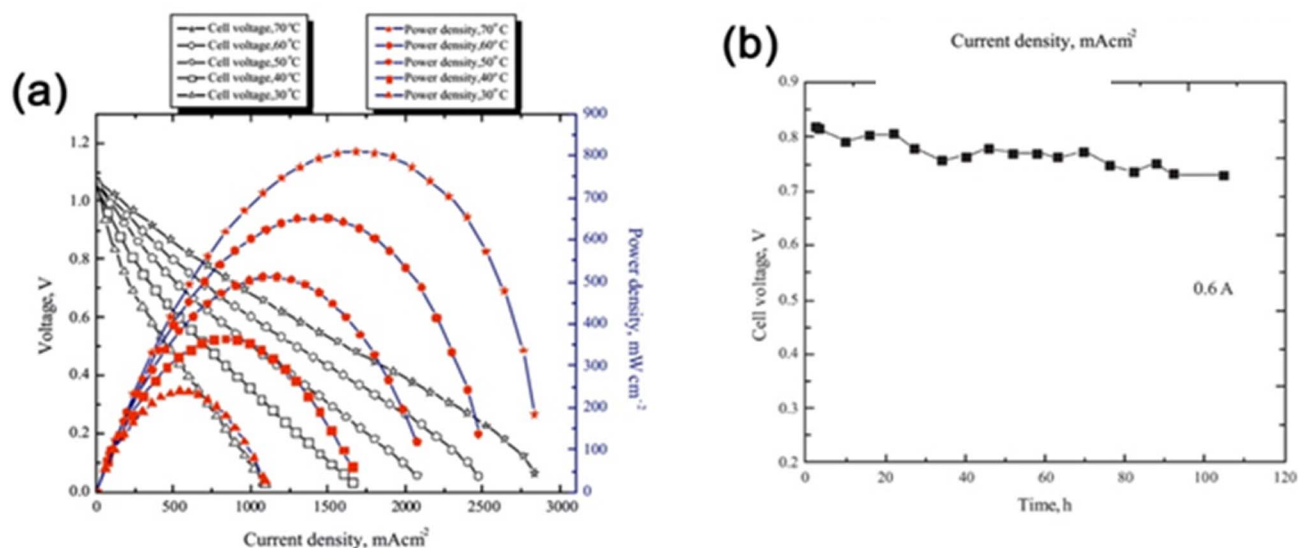 (a)
Cell voltage,70°C
Cell voltage,60°C
Cell voltage,50°C
Cell voltage,40°C
Cell voltage,30°C
Power density,70°C
Power density,60°C
Power density,50°C
Power density,40°C
Power density,30°C
Voltage, V
1.2
1.0
0.8
0.6
0.4
0.2
0.0
0
500
1000
1500
2000
2500
3000
Current density, mAcm-2
900
800
700
600
500
400
300
200
100
0
Power density, mW cm-2
(b)
Current density, mAcm-2
Cell voltage, V
0.9
0.8
0.7
0.6
0.5
0.4
0.3
0.2
0.6 A
0
20
40
60
80
100
120
Time, h